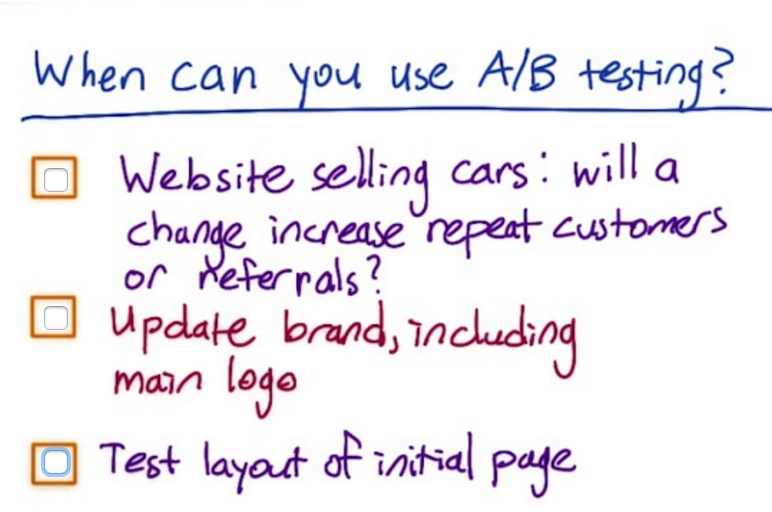 When can you use A/B testing?
Website selling cars: will a
change increase repeat customers
or referrals?
Update brand, including
main logo
Test layout of initial page